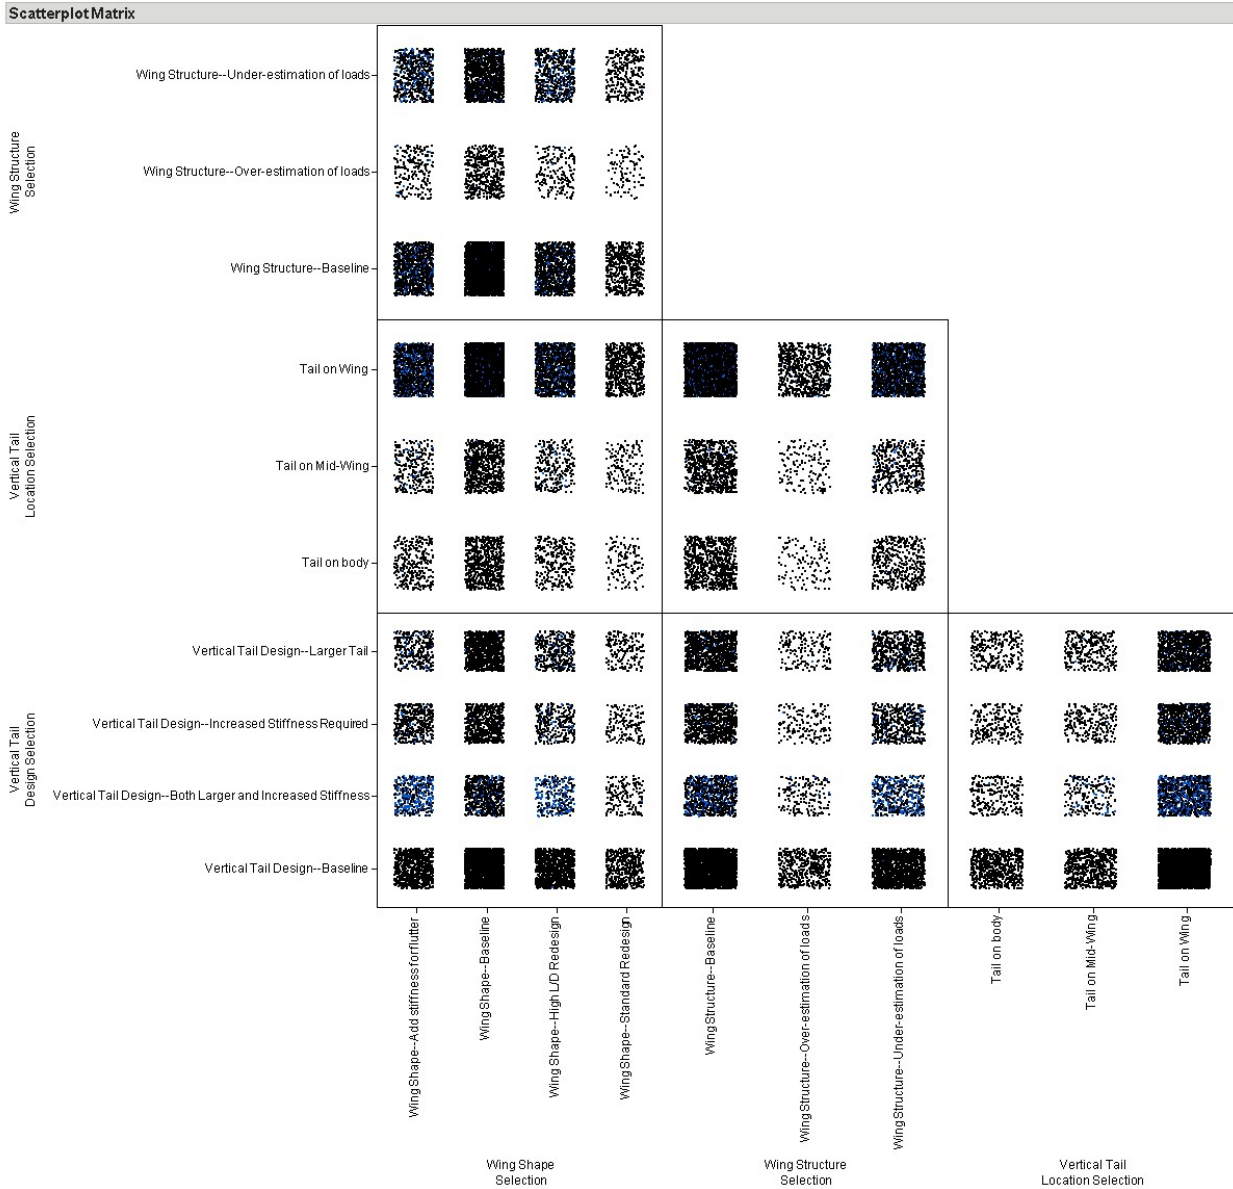 Scatterplot Matrix
Wing Structure
Selection
Wing Structure--Under-estimation of loads
Wing Structure--Over-estimation of loads
Wing Structure--Baseline
Vertical Tail
Location Selection
Tail on Wing
Tail on Mid-Wing
Tail on body
Vertical Tail
Design Selection
Vertical Tail Design--Larger Tail
Vertical Tail Design--Increased Stiffness Required
Vertical Tail Design--Both Larger and Increased Stiffness
Vertical Tail Design--Baseline
Wing Shape--Add stiffness for flutter
Wing Shape--Baseline
Wing Shape--High L/D Redesign
Wing Shape--Standard Redesign
Wing Structure--Baseline
Wing Structure--Over-estimation of loads
Wing Structure--Under-estimation of loads
Tail on body
Tail on Mid-Wing
Tail on Wing
Wing Shape
Selection
Wing Structure
Selection
Vertical Tail
Location Selection